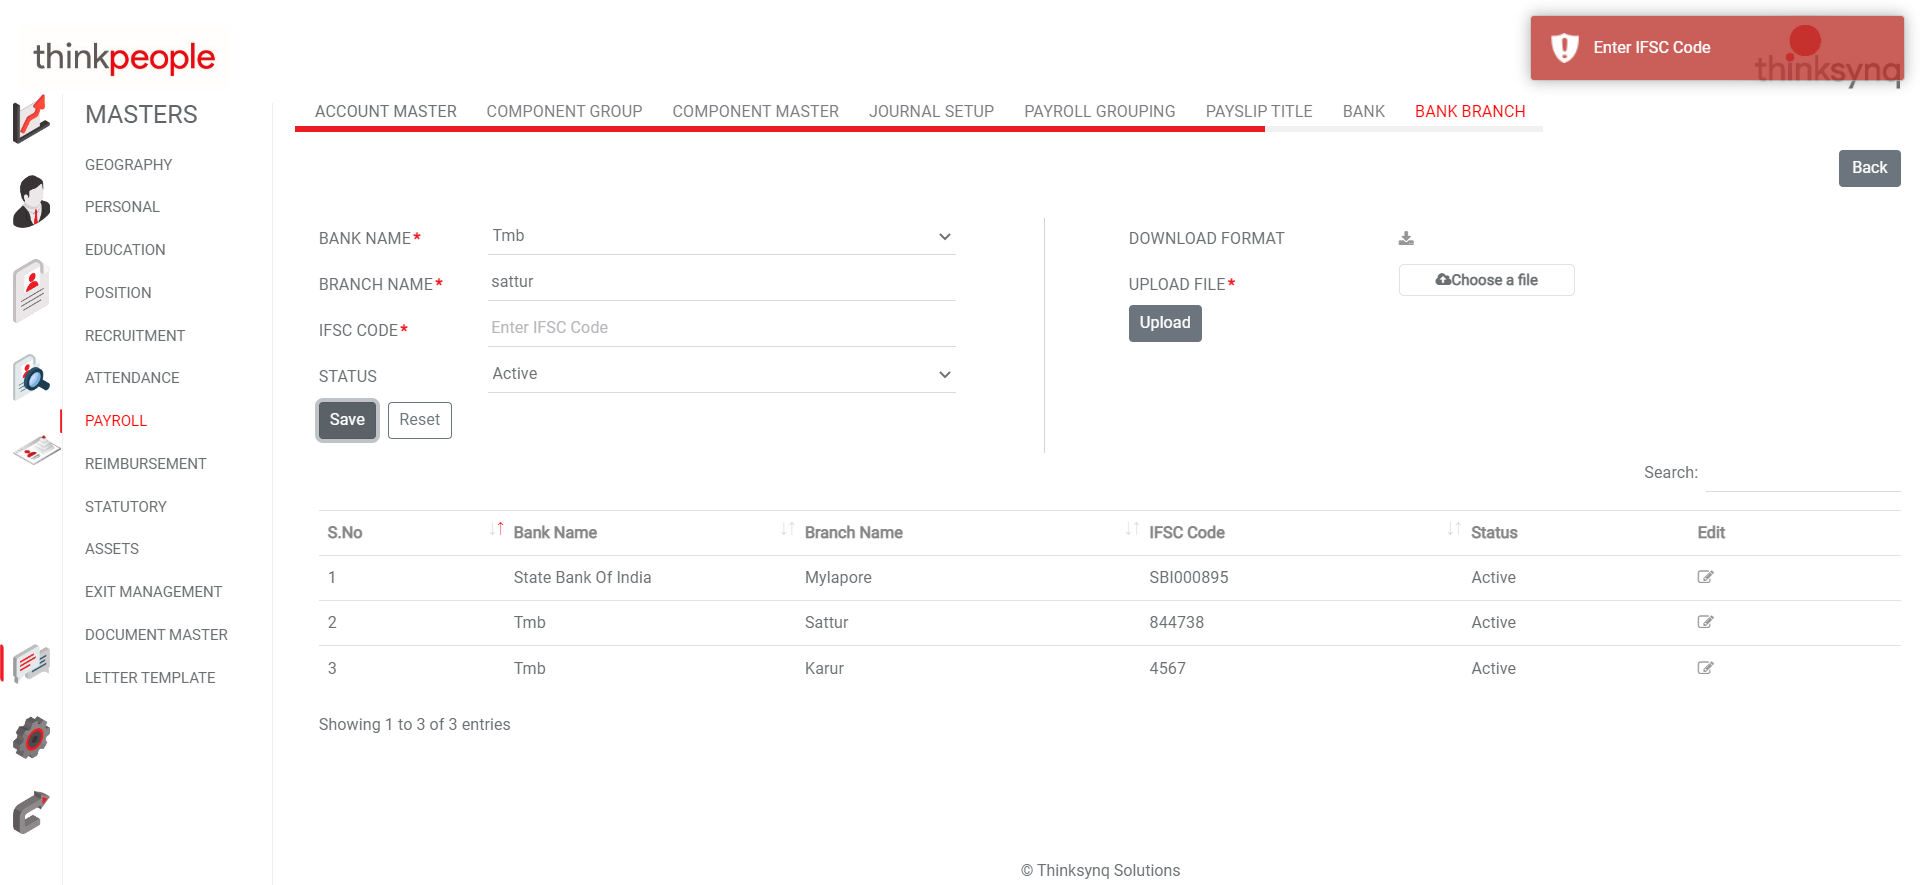 thinkpeople
Enter IFSC Code
thinksynq
MASTERS
GEOGRAPHY
PERSONAL
EDUCATION
POSITION
RECRUITMENT
ATTENDANCE
PAYROLL
REIMBURSEMENT
STATUTORY
ASSETS
EXIT MANAGEMENT
DOCUMENT MASTER
LETTER TEMPLATE
ACCOUNT MASTER COMPONENT GROUP COMPONENT MASTER JOURNAL SETUP PAYROLL GROUPING PAYSLIP TITLE BANK BANK BRANCH
Back
BANK NAME* Tmb
BRANCH NAME* sattur
IFSC CODE* Enter IFSC Code
STATUS Active
Save Reset
DOWNLOAD FORMAT
UPLOAD FILE* Choose a file
Upload
Search:
S.No Bank Name Branch Name IFSC Code Status Edit
1 State Bank Of India Mylapore SBI000895 Active
2 Tmb Sattur 844738 Active
3 Tmb Karur 4567 Active
Showing 1 to 3 of 3 entries
© Thinksynq Solutions